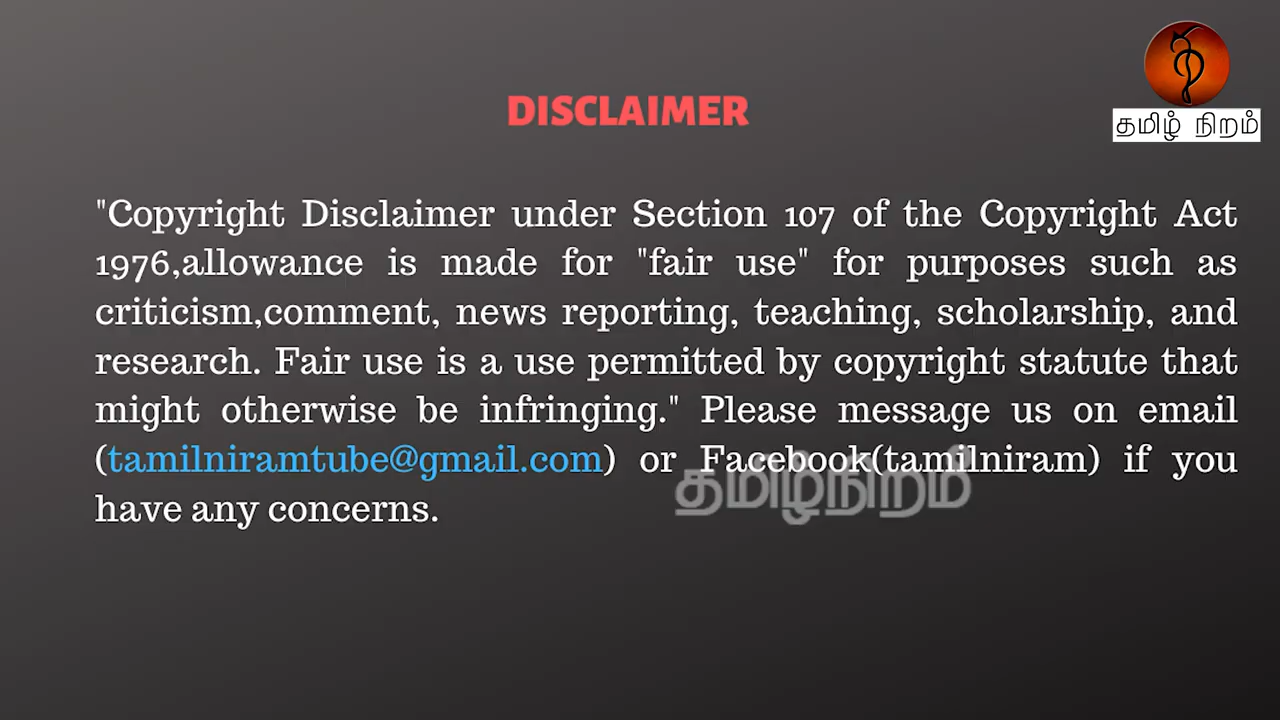 தமிழ் நிறம்
DISCLAIMER
"Copyright Disclaimer under Section 107 of the Copyright Act
1976,allowance is made for "fair use" for purposes such as
criticism,comment, news reporting, teaching, scholarship, and
research. Fair use is a use permitted by copyright statute that
might otherwise be infringing." Please message us on email
(tamilniramtube@gmail.com) or Facebook(tamilniram) if you
have any concerns.
தமிழ்நிறம்